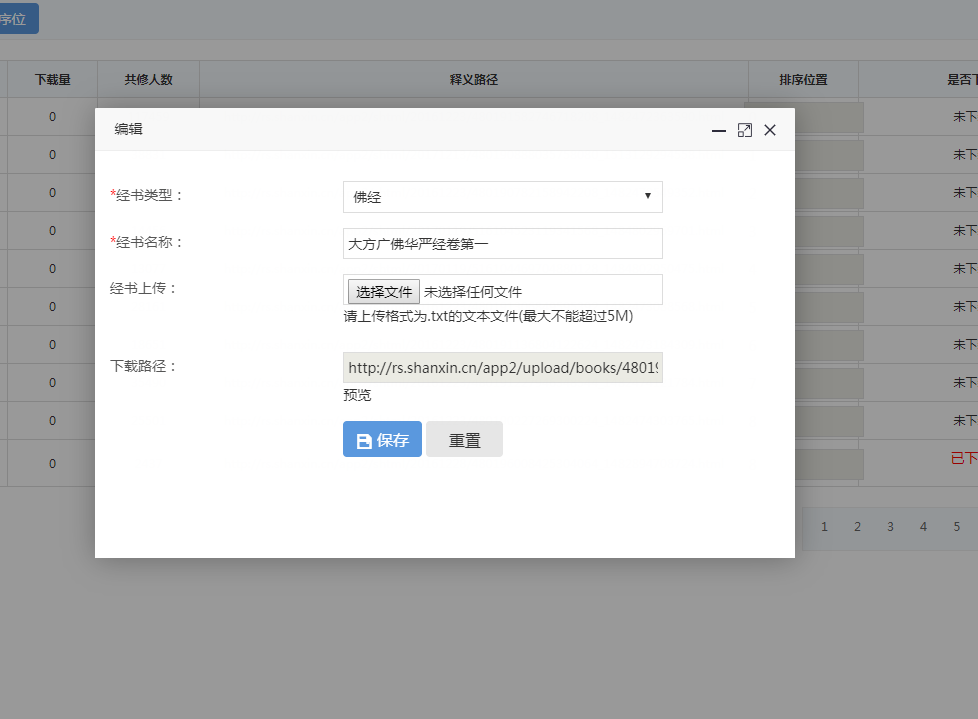 序位
下载量 共修人数 释义路径 排序位置 是否下
0 未下
编辑
0 未下
*经书类型：
佛经 ▼
0 未下
*经书名称：
大方广佛华严经卷第一
0 未下
0 未下
经书上传：
选择文件 未选择任何文件
0 未下
请上传格式为.txt的文本文件(最大不能超过5M)
0 未下
下载路径：
http://rs.shanxin.cn/app2/upload/books/48019
0 未下
预览
0 未下
保存 重置
0 已下
1 2 3 4 5